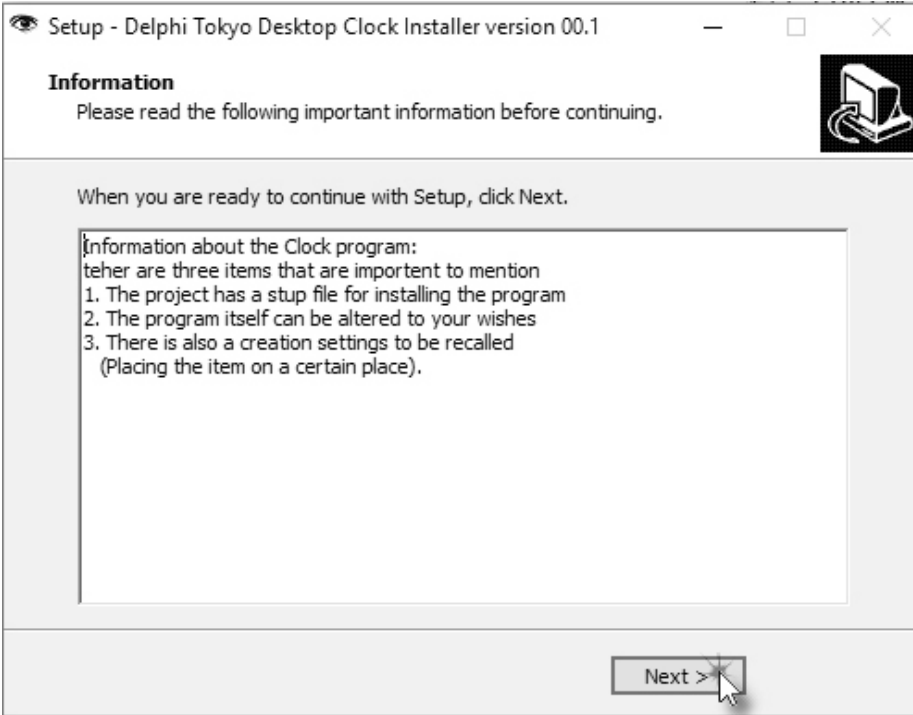 Setup - Delphi Tokyo Desktop Clock Installer version 00.1
Information
Please read the following important information before continuing.
When you are ready to continue with Setup, click Next.
Information about the Clock program:
teher are three items that are importent to mention
1. The project has a stup file for installing the program
2. The program itself can be altered to your wishes
3. There is also a creation settings to be recalled
(Placing the item on a certain place).
Next >